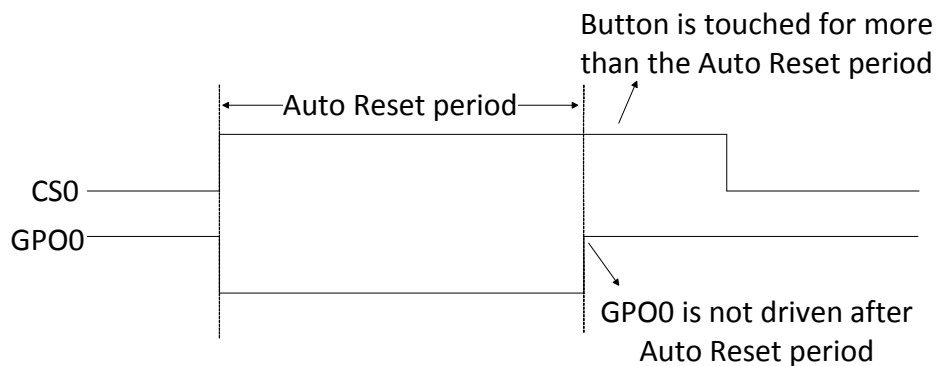 Button is touched for more
than the Auto Reset period
Auto Reset period
CS0
GPO0
GPO0 is not driven after
Auto Reset period